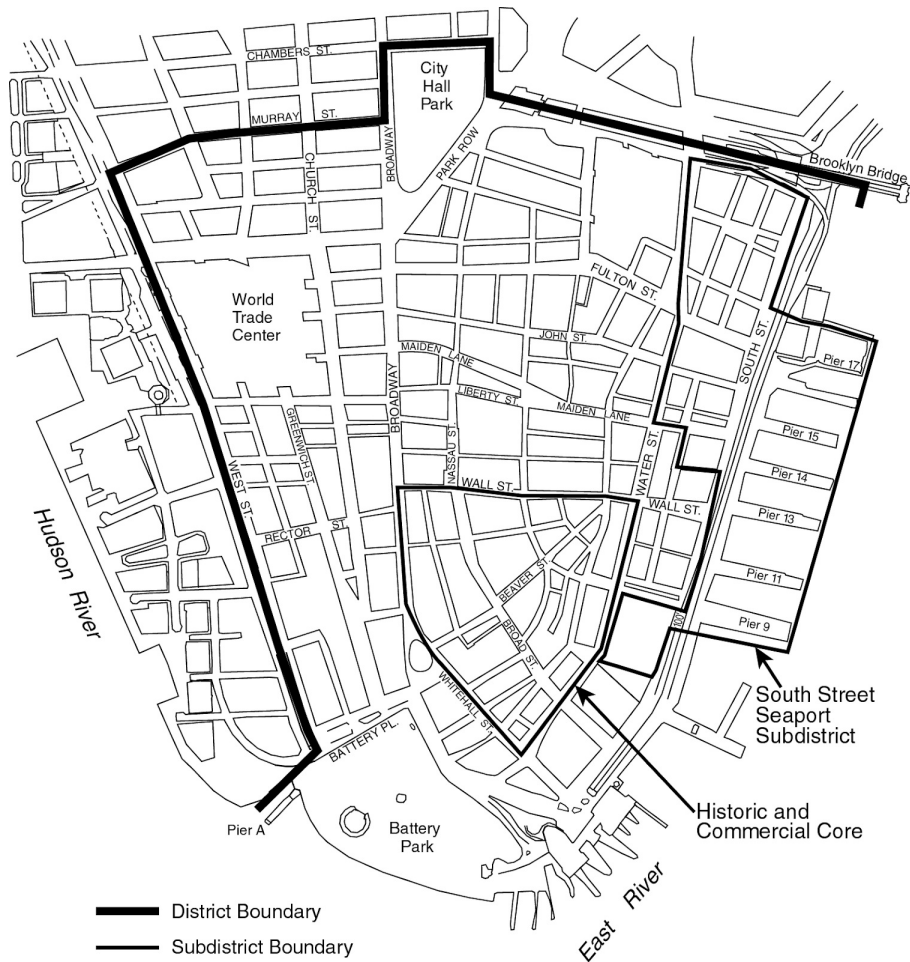 CHAMBERS ST.
City
Hall
Park
MURRAY ST.
BROADWAY
PARK ROW
CHURCH ST.
Brooklyn Bridge
World
Trade
Center
FULTON ST.
JOHN ST.
SOUTH ST.
MAIDEN LANE
Pier 17
BROADWAY
LIBERTY ST.
MAIDEN LANE
GREENWICH ST.
NASSAU ST.
WATER ST.
Pier 15
WEST ST.
WALL ST.
WALL ST.
Pier 14
Pier 13
RECTOR ST.
Hudson River
BEAVER ST.
Pier 11
BROAD ST.
100'
Pier 9
WHITEHALL ST.
South Street
Seaport
Subdistrict
BATTERY PL.
Historic and
Commercial Core
Pier A
Battery
Park
East River
District Boundary
Subdistrict Boundary